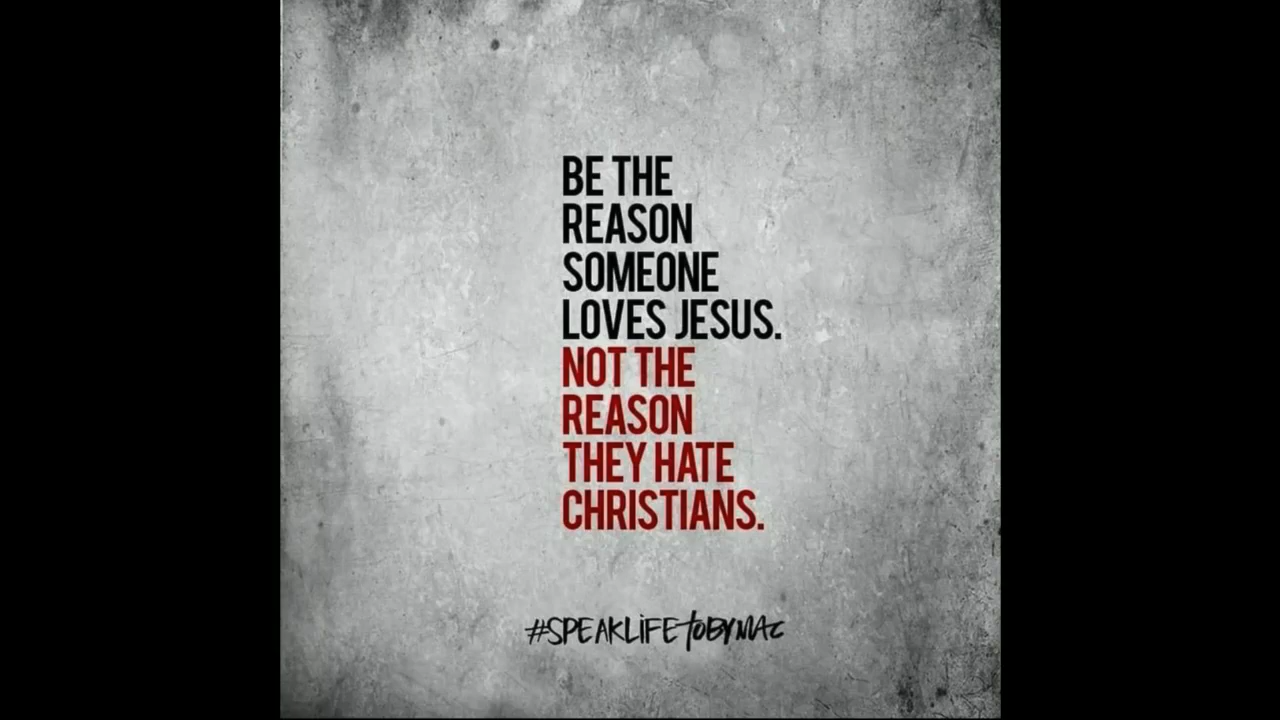 BE THE
REASON
SOMEONE
LOVES JESUS.
NOT THE
REASON
THEY HATE
CHRISTIANS.
#SPEAKLIFE TOBYMAC